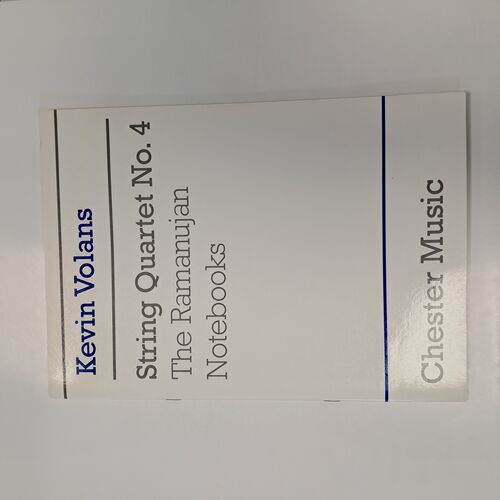 Kevin Volans
String Quartet No. 4
The Ramanujan
Notebooks
Chester Music